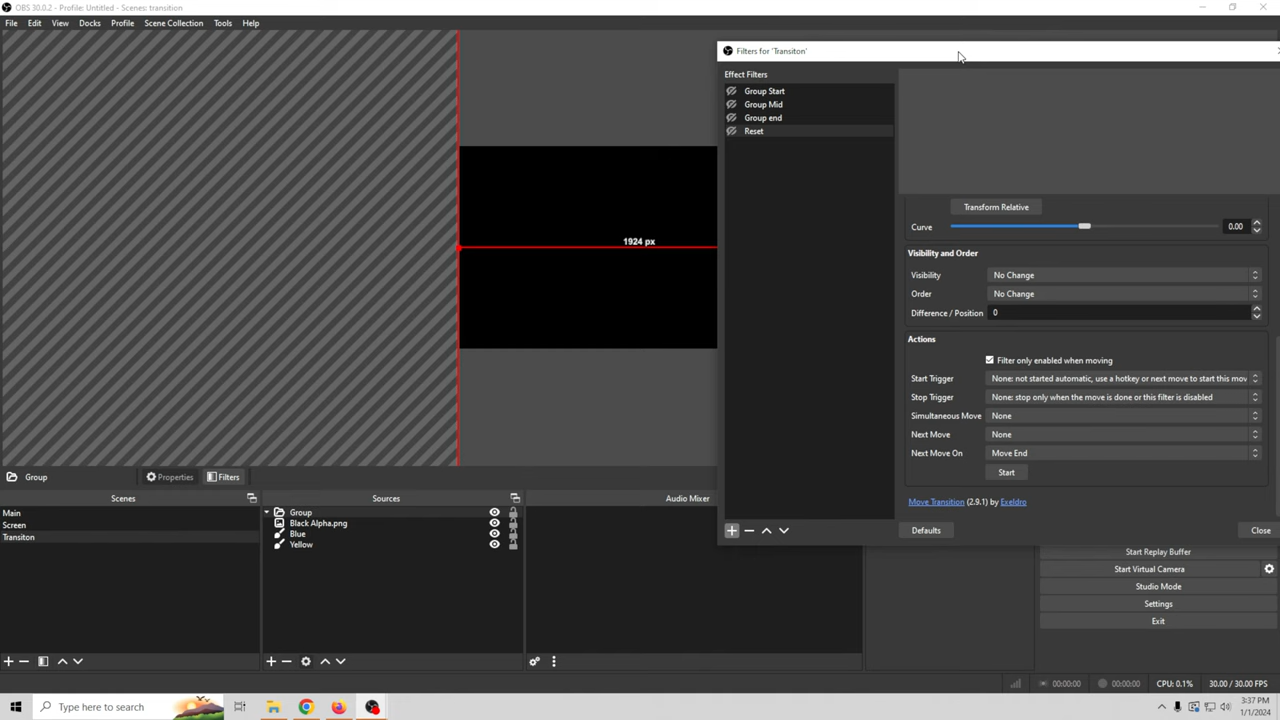 OBS 30.0.2 - Profile: Untitled - Scenes: transition
File Edit View Docks Profile Scene Collection Tools Help
Filters for 'Transiton'
Effect Filters
Group Start
Group Mid
Group end
Reset
Transform Relative
Curve 0.00
1924 px
Visibility and Order
Visibility No Change
Order No Change
Difference / Position 0
Actions
Filter only enabled when moving
Start Trigger None: not started automatic, use a hotkey or next move to start this mov
Stop Trigger None: stop only when the move is done or this filter is disabled
Simultaneous Move None
Next Move None
Next Move On Move End
Start
Move Transition (2.9.1) by Exeldro
Defaults Close
Group Properties Filters
Scenes Sources Audio Mixer
Main
Screen
Transiton
Group
Black Alpha.png
Blue
Yellow
Start Replay Buffer
Start Virtual Camera
Studio Mode
Settings
Exit
00:00:00 00:00:00 CPU: 0.1% 30.00 / 30.00 FPS
Type here to search
3:37 PM
1/1/2024